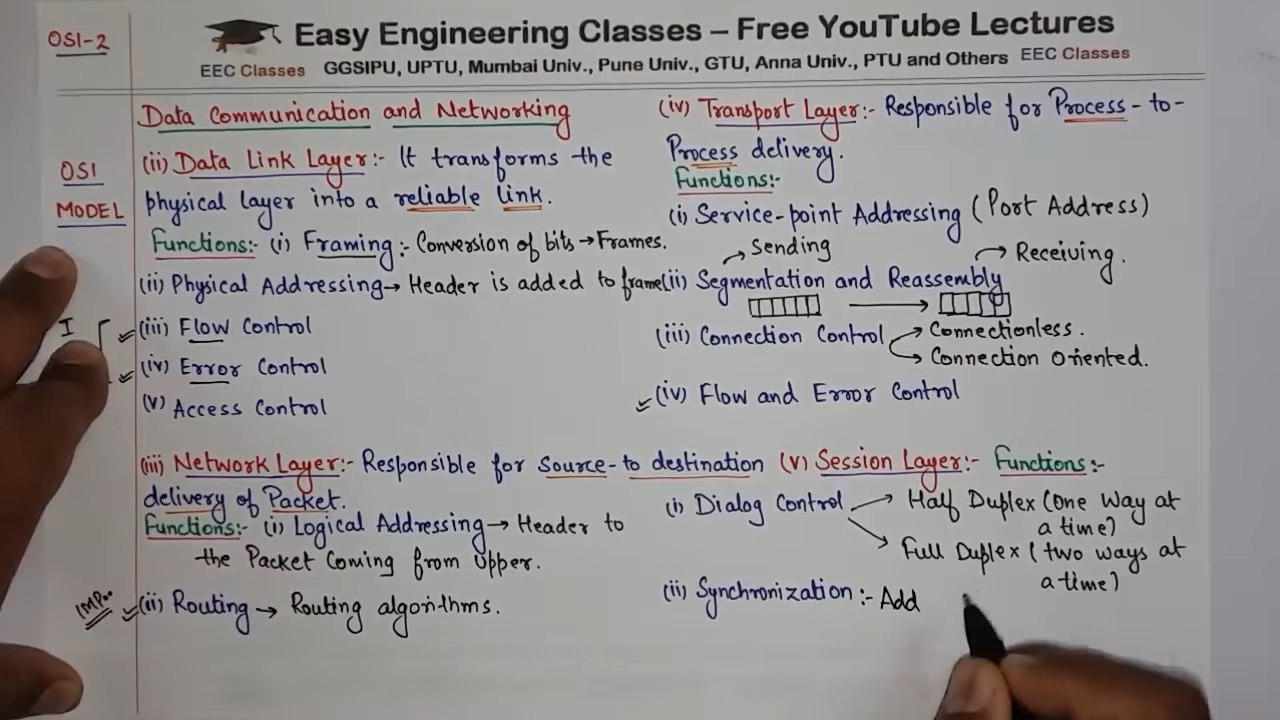 OSI-2
Easy Engineering Classes – Free YouTube Lectures
EEC Classes GGSIPU, UPTU, Mumbai Univ., Pune Univ., GTU, Anna Univ., PTU and Others EEC Classes
OSI
MODEL
Data Communication and Networking
(ii) Data Link Layer:- It transforms the
physical layer into a reliable link.
Functions:- (i) Framing:- Conversion of bits → Frames.
(ii) Physical Addressing → Header is added to frame
(iii) Flow Control
(iv) Error Control
(v) Access Control
I
(iii) Network Layer:- Responsible for Source-to destination
delivery of Packet.
Functions:- (i) Logical Addressing → Header to
the Packet coming from Upper.
IMP..
(ii) Routing → Routing algorithms.
(iv) Transport Layer:- Responsible for Process-to-
Process delivery.
Functions:-
(i) Service-point Addressing (Port Address)
→ Sending
→ Receiving.
(ii) Segmentation and Reassembly
(iii) Connection Control → Connectionless.
→ Connection Oriented.
(iv) Flow and Error Control
(v) Session Layer:- Functions:-
(i) Dialog Control → Half Duplex (One Way at
a time)
→ Full Duplex (two ways at
a time)
(ii) Synchronization:- Add